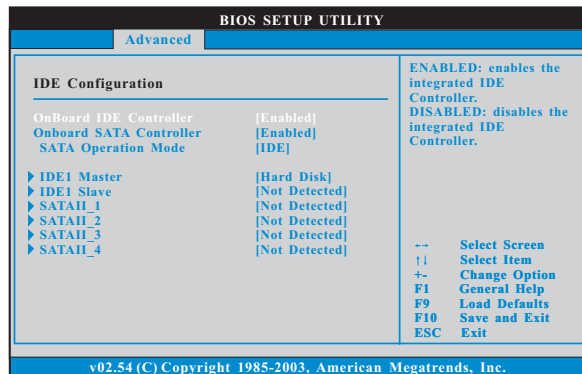 BIOS SETUP UTILITY
Advanced
IDE Configuration
OnBoard IDE Controller [Enabled]
Onboard SATA Controller [Enabled]
SATA Operation Mode [IDE]
IDE1 Master [Hard Disk]
IDE1 Slave [Not Detected]
SATAII_1 [Not Detected]
SATAII_2 [Not Detected]
SATAII_3 [Not Detected]
SATAII_4 [Not Detected]
ENABLED: enables the
integrated IDE
Controller.
DISABLED: disables the
integrated IDE
Controller.
←→ Select Screen
↑↓ Select Item
+- Change Option
F1 General Help
F9 Load Defaults
F10 Save and Exit
ESC Exit
v02.54 (C) Copyright 1985-2003, American Megatrends, Inc.